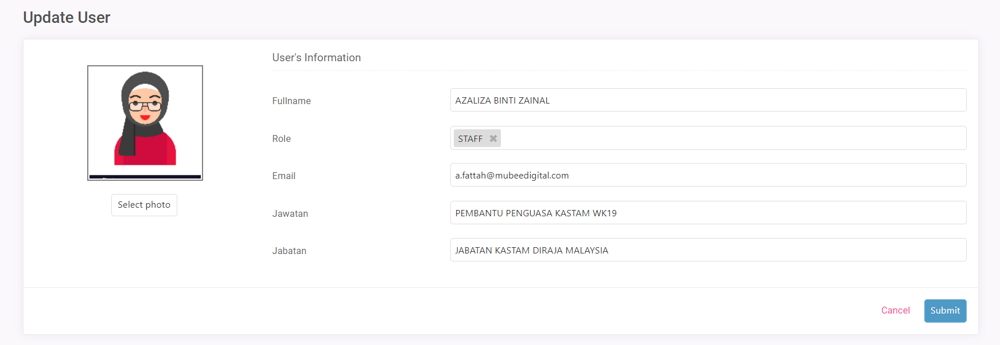 Update User
User's Information
Fullname
AZALIZA BINTI ZAINAL
Role
STAFF
Email
a.fattah@mubeedigital.com
Jawatan
PEMBANTU PENGUASA KASTAM WK19
Jabatan
JABATAN KASTAM DIRAJA MALAYSIA
Select photo
Cancel
Submit